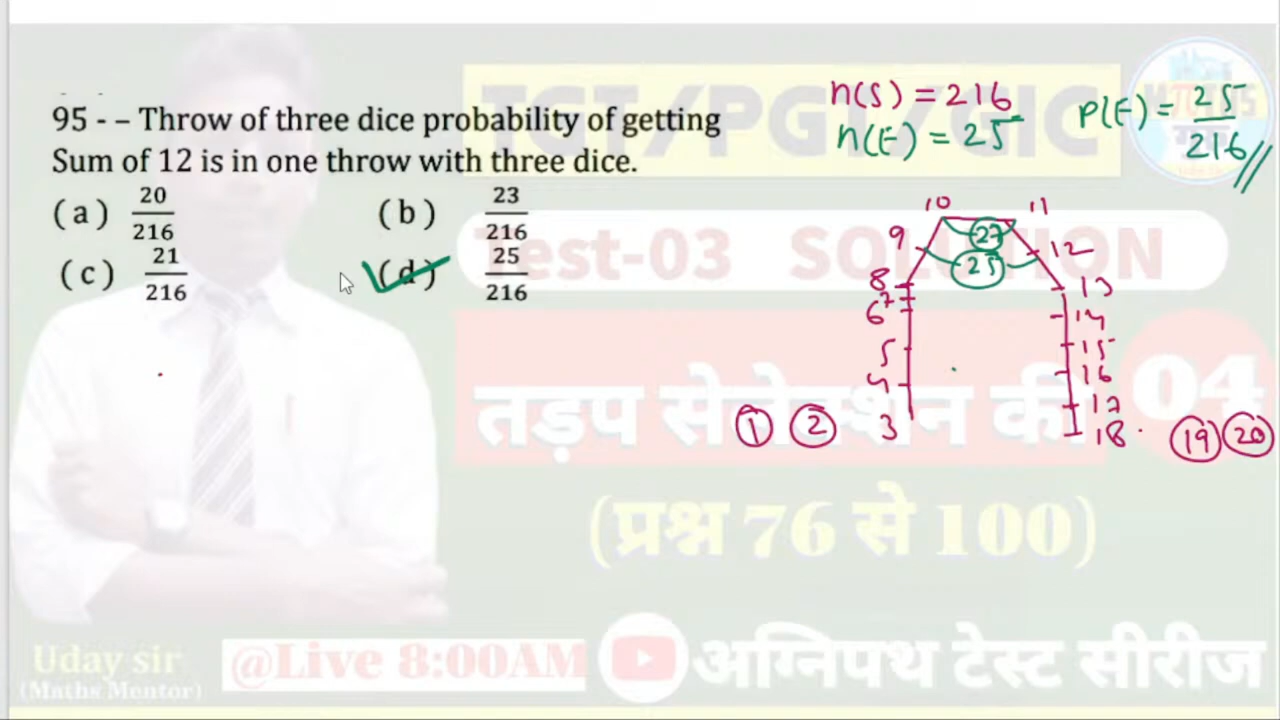 95 - – Throw of three dice probability of getting
Sum of 12 is in one throw with three dice.
(a) 20/216
(b) 23/216
(c) 21/216
(d) 25/216
n(s) = 216
n(E) = 25
P(E) = 25/216 //
10 11
9 27 12
8 25 13
7
6 14
5 15
4 16
17
① ② 3 18. ⑲ ⑳
TGT/PGT/GIC
Test-03 SOLUTION
तड़प सेलेक्शन की 04
(प्रश्न 76 से 100)
Uday sir
(Maths Mentor)
@Live 8:00AM
अग्निपथ टेस्ट सीरीज